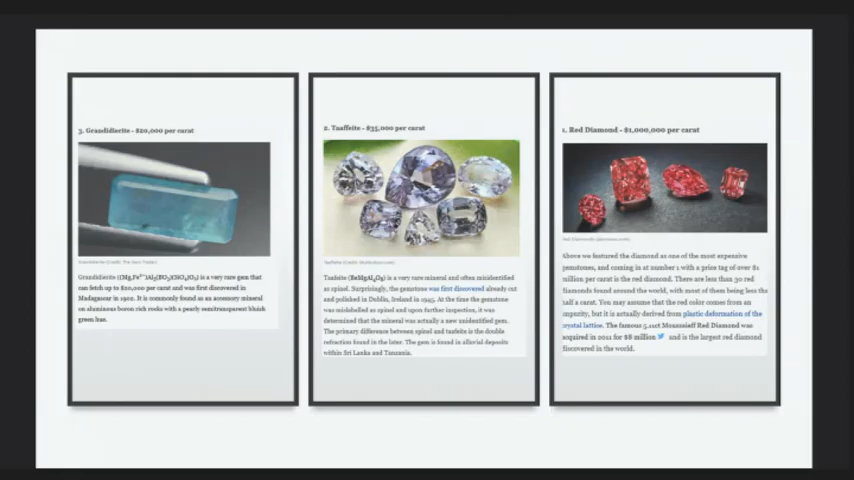 3. Grandidierite - $20,000 per carat
Grandidierite (Credit: The Gem Trader)
Grandidierite ((Mg,Fe²⁺)Al₃(BO₃)(SiO₄)O₂) is a very rare gem that
can fetch up to $20,000 per carat and was first discovered in
Madagascar in 1902. It is commonly found as an accessory mineral
on aluminous boron rich rocks with a pearly semitransparent bluish
green hue.
2. Taaffeite - $35,000 per carat
Taaffeite (Credit:
Taafeite (BeMgAl₄O₈) is a very rare mineral and often misidentified
as spinel. Surprisingly, the gemstone was first discovered already cut
and polished in Dublin, Ireland in 1945. At the time the gemstone
was mislabelled as spinel and upon further inspection, it was
determined that the mineral was actually a new unidentified gem.
The primary difference between spinel and taafeite is the double
refraction found in the later. The gem is found in alluvial deposits
within Sri Lanka and Tanzania.
1. Red Diamond - $1,000,000 per carat
Red Diamonds
Above we featured the diamond as one of the most expensive
gemstones, and coming in at number 1 with a price tag of over $1
million per carat is the red diamond. There are less than 30 red
diamonds found around the world, with most of them being less than
half a carat. You may assume that the red color comes from an
impurity, but it is actually derived from plastic deformation of the
crystal lattice. The famous 5.11ct Moussaieff Red Diamond was
acquired in 2001 for $8 million and is the largest red diamond
discovered in the world.